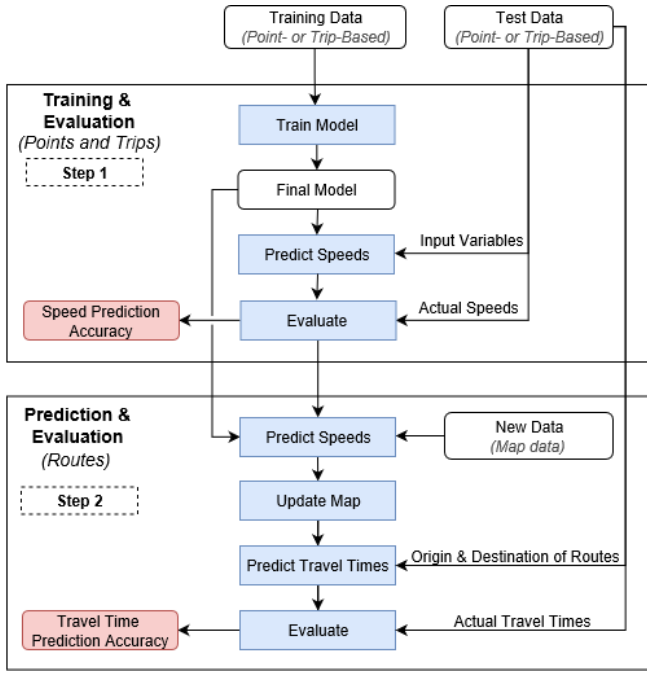 Training Data
(Point- or Trip-Based)
Test Data
(Point- or Trip-Based)
Training &
Evaluation
(Points and Trips)
Step 1
Train Model
Final Model
Predict Speeds
Input Variables
Speed Prediction
Accuracy
Evaluate
Actual Speeds
Prediction &
Evaluation
(Routes)
Step 2
Predict Speeds
New Data
(Map data)
Update Map
Predict Travel Times
Origin & Destination of Routes
Travel Time
Prediction Accuracy
Evaluate
Actual Travel Times